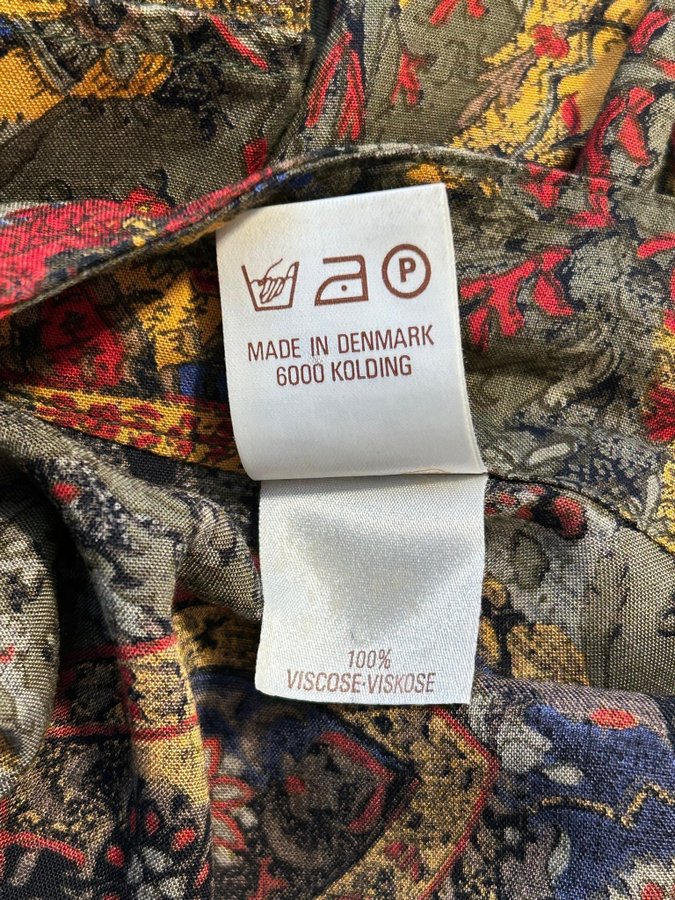 P
MADE IN DENMARK
6000 KOLDING
100%
VISCOSE-VISKOSE